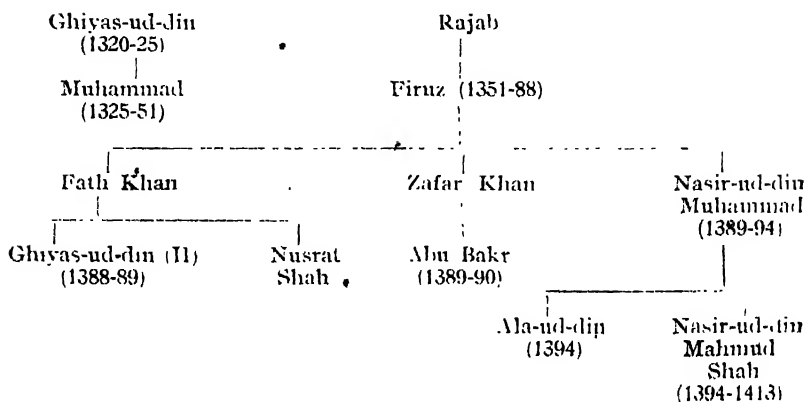 Ghiyas-ud-din Rajab
(1320-25)
Muhammad Firuz (1351-88)
(1325-51)
Fath Khan Zafar Khan Nasir-ud-din
Muhammad
(1389-94)
Ghiyas-ud-din (II) Nusrat Abu Bakr
(1388-89) Shah (1389-90)
Ala-ud-din Nasir-ud-din
(1394) Mahmud
Shah
(1394-1413)